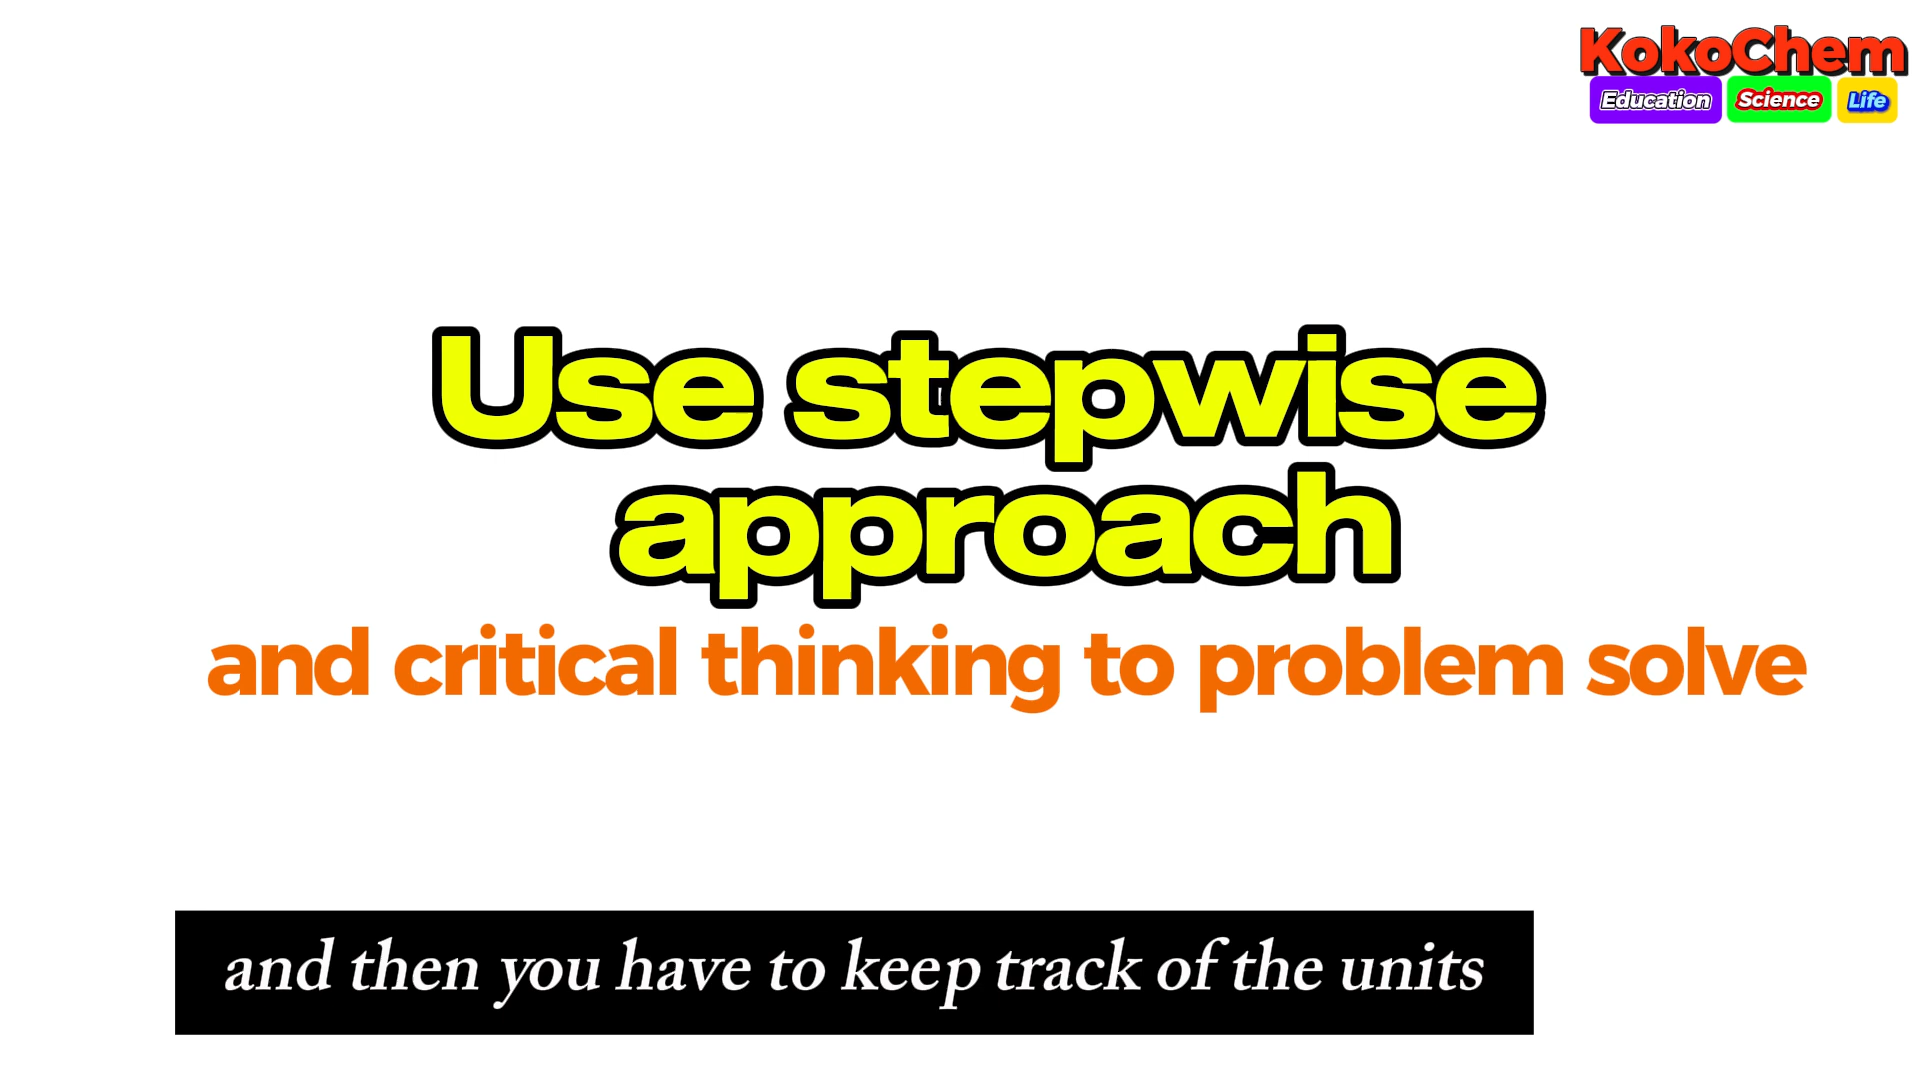 KokoChem
Education Science Life
Use stepwise
approach
and critical thinking to problem solve
and then you have to keep track of the units